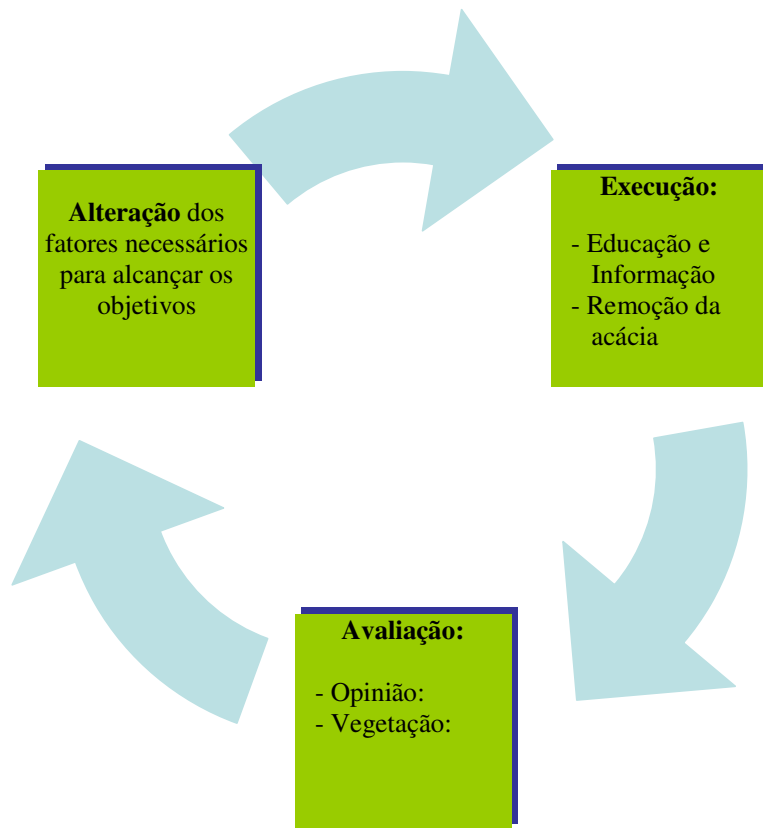 Alteração dos
fatores necessários
para alcançar os
objetivos
Execução:
- Educação e
Informação
- Remoção da
acácia
Avaliação:
- Opinião:
- Vegetação: